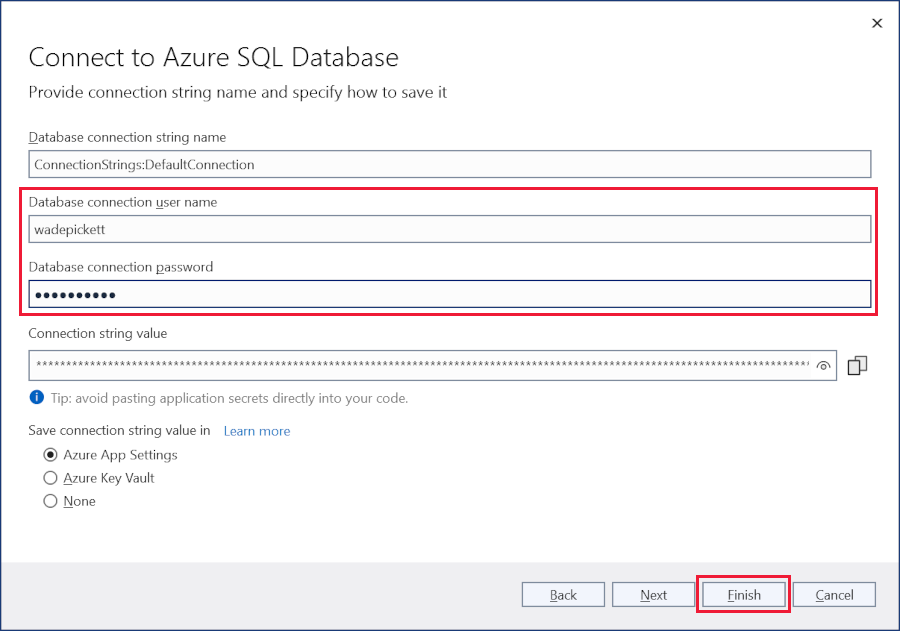 Connect to Azure SQL Database
Provide connection string name and specify how to save it
Database connection string name
ConnectionStrings:DefaultConnection
Database connection user name
wadepickett
Database connection password
●●●●●●●●●●
Connection string value
Tip: avoid pasting application secrets directly into your code.
Save connection string value in Learn more
Azure App Settings
Azure Key Vault
None
Back Next Finish Cancel